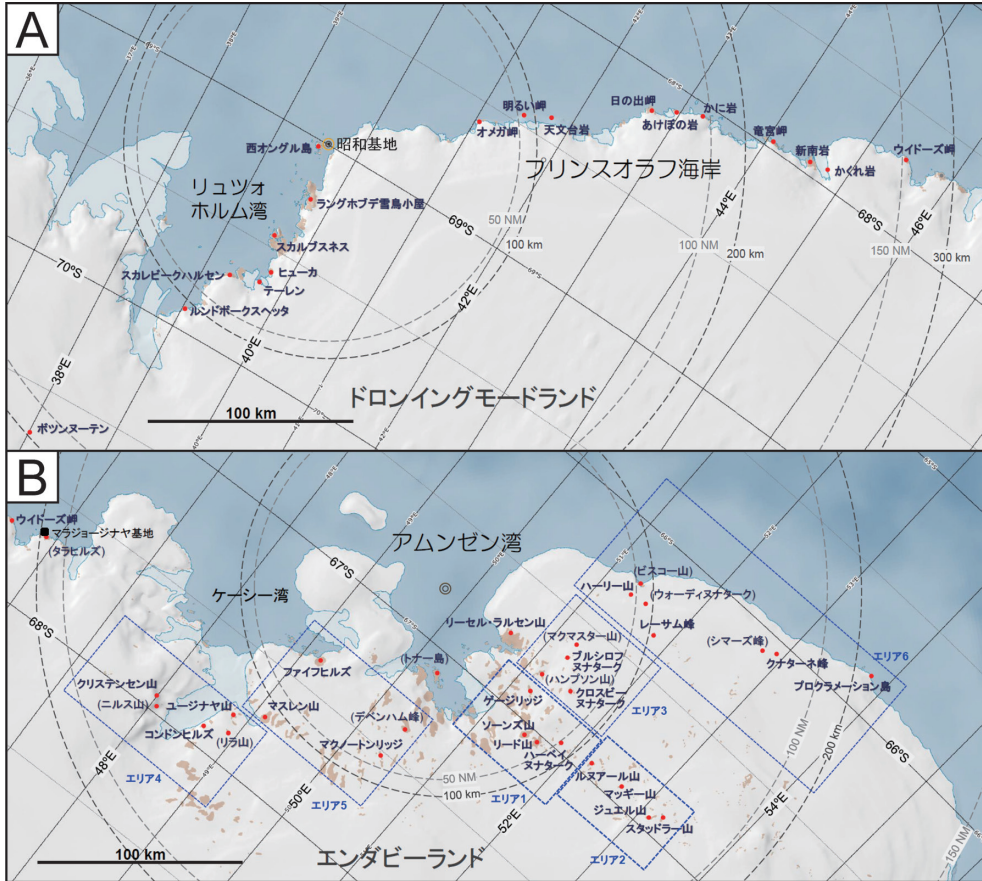 A
36°E
37°E
38°E
39°E
42°E
43°E
44°E
明るい岬
日の出岬
かに岩
オメガ岬
天文台岩
あけぼの岩
竜宮岬
西オングル島
昭和基地
新南岩
ウイドーズ岬
リュツォ
ホルム湾
プリンスオラフ海岸
かくれ岩
ラングホブデ雪鳥小屋
50 NM
100 km
69°S
44°E
100 NM
200 km
68°S
46°E
150 NM
300 km
スカルブスネス
69°S
70°S
スカレビークハルセン
ヒューカ
テーレン
ルンドボークスヘッタ
42°E
40°E
38°E
ドロンイングモードランド
100 km
ボツンヌーテン
40°E
42°E
B
48°E
49°E
50°E
65°S
ウイドーズ岬
マラジョージナヤ基地
(タラヒルズ)
アムンゼン湾
52°E
53°E
66°S
67°S
ケーシー湾
68°S
ハーリー山
(ビスコー山)
(ウォーディヌナターク)
レーサム峰
リーセル・ラルセン山
(マクマスター山)
ブルシロフ
ヌナターク
(シマーズ峰)
クナターネ峰
エリア6
プロクラメーション島
ファイフヒルズ
(トナー島)
(ハンプソン山)
クロスビー
ヌナターク
ゲージリッジ
エリア3
クリステンセン山
(ニルス山)
ユージナヤ山
マスレン山
(デベンハム峰)
ソーンズ山
コンドンヒルズ
(リラ山)
マクノートンリッジ
リード山
ハーベイ
ヌナターク
66°S
48°E
エリア4
49°E
50°E
エリア5
50 NM
100 km
エリア1
52°E
ルヌアール山
マッギー山
ジュエル山
スタッドラー山
エリア2
54°E
100 NM
200 km
150 NM
100 km
エンダビーランド